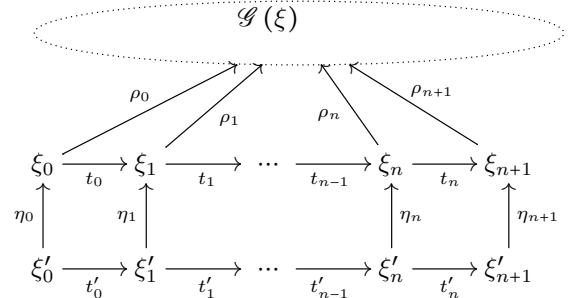 𝒢(ξ)
ρ₀ ρ₁ ρₙ ρₙ₊₁
ξ₀ ξ₁ ··· ξₙ ξₙ₊₁
t₀ t₁ tₙ₋₁ tₙ
η₀ η₁ ηₙ ηₙ₊₁
ξ′₀ ξ′₁ ··· ξ′ₙ ξ′ₙ₊₁
t′₀ t′₁ t′ₙ₋₁ t′ₙ